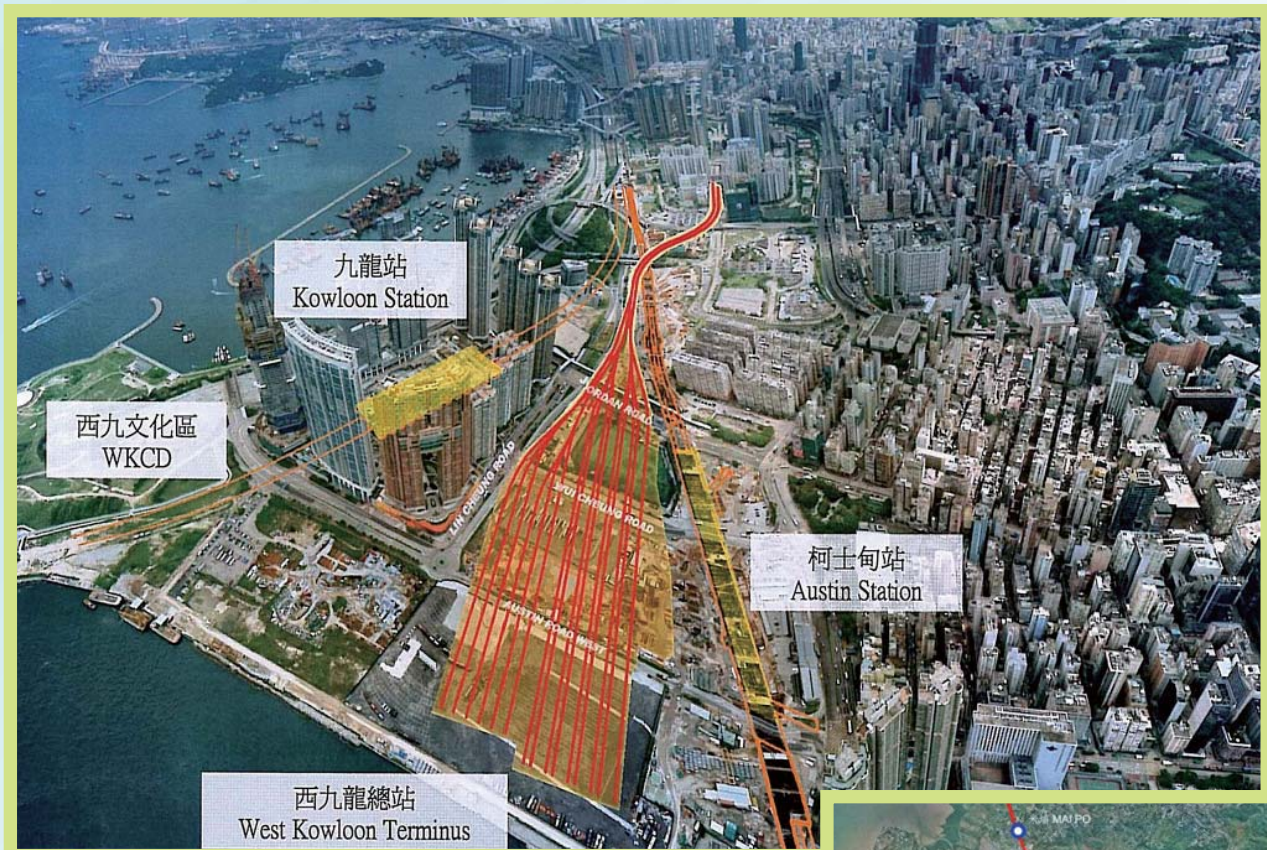 九龍站
Kowloon Station
西九文化區
WKCD
JORDAN ROAD
LIN CHEUNG ROAD
WUI CHEUNG ROAD
柯士甸站
Austin Station
AUSTIN ROAD WEST
西九龍總站
West Kowloon Terminus
MAI PO